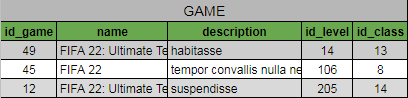 GAME
id_game name description id_level id_class
49 FIFA 22: Ultimate Te habitasse 14 13
45 FIFA 22 tempor convallis nulla ne 106 8
12 FIFA 22: Ultimate Te suspendisse 205 14